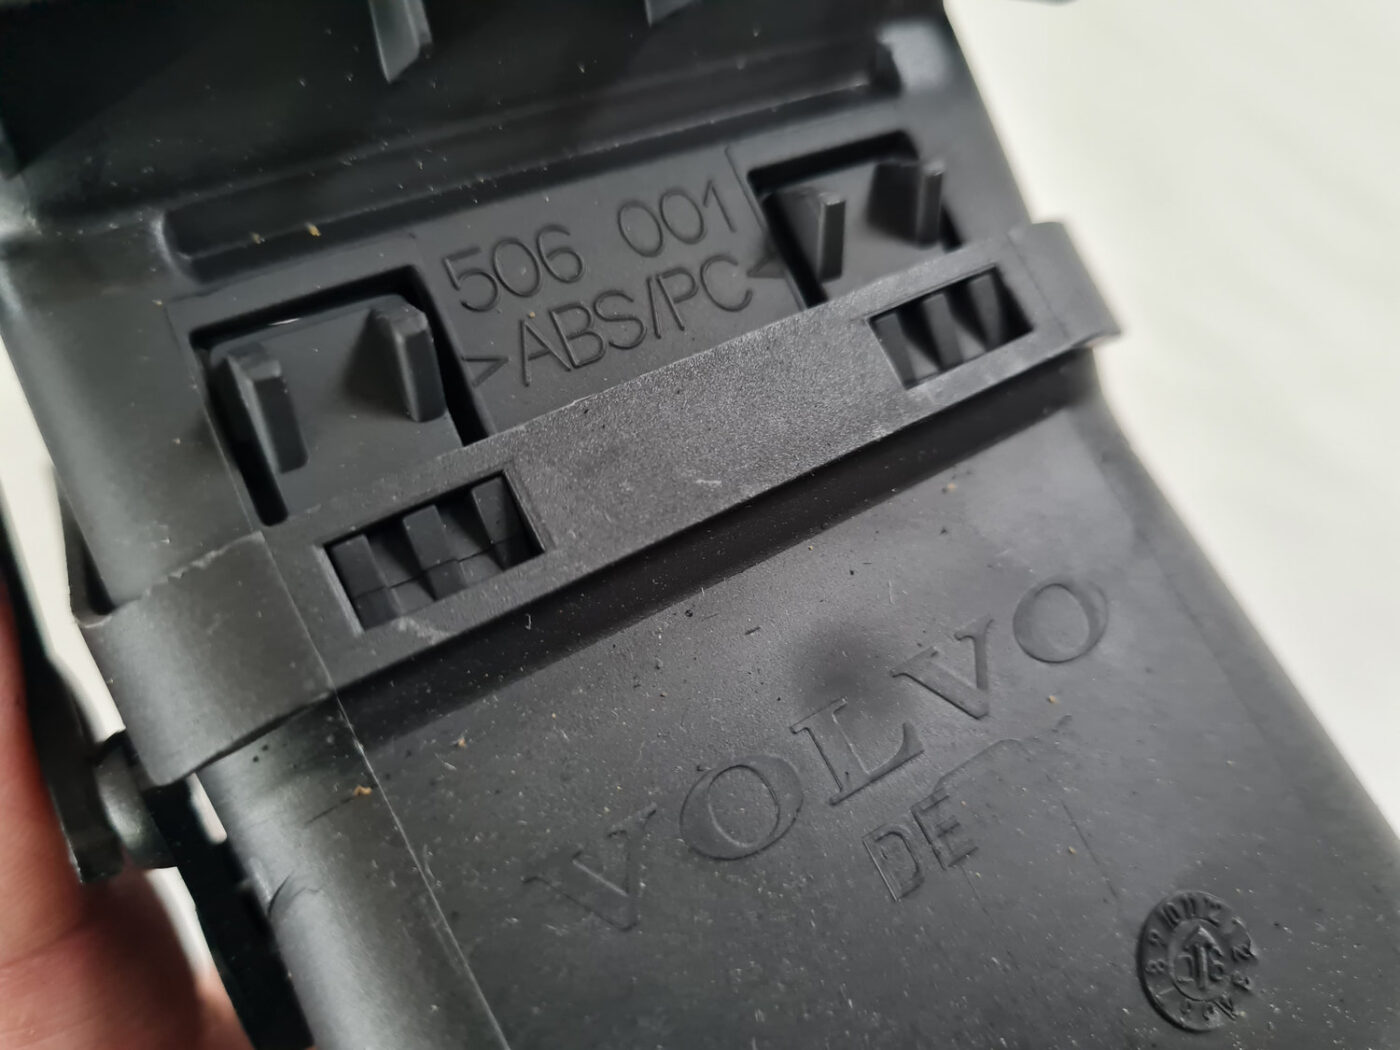 506 001
>ABS/PC<
VOLVO
DE